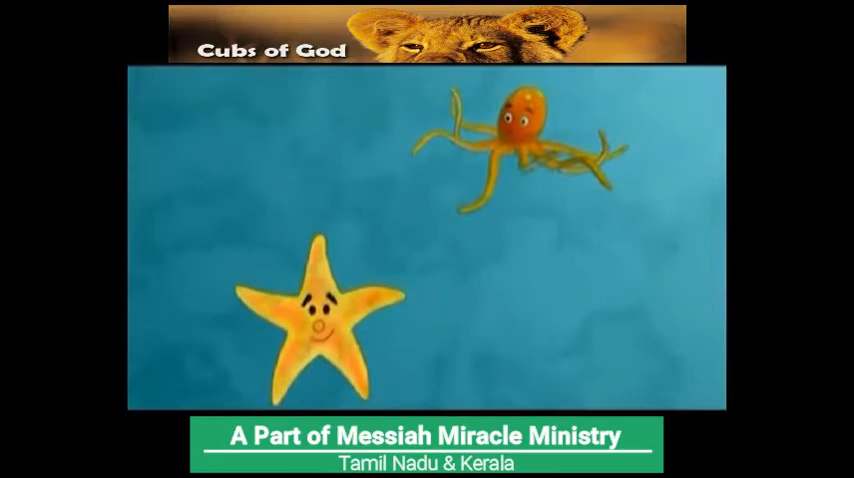 Cubs of God
A Part of Messiah Miracle Ministry
Tamil Nadu & Kerala